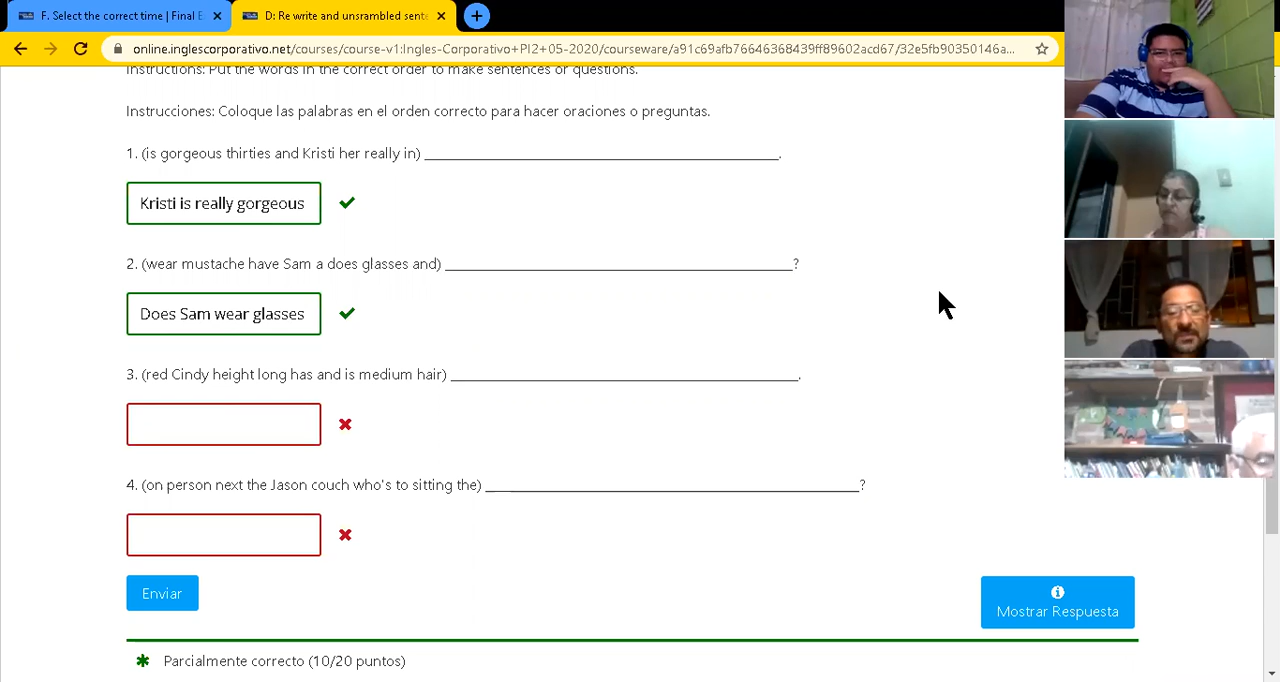 F. Select the correct time | Final E
D: Re write and unsrambled sente
online.inglescorporativo.net/courses/course-v1:Ingles-Corporativo+PI2+05-2020/courseware/a91c69afb76646368439ff89602acd67/32e5fb90350146a...
Instructions: Put the words in the correct order to make sentences or questions.
Instrucciones: Coloque las palabras en el orden correcto para hacer oraciones o preguntas.
1. (is gorgeous thirties and Kristi her really in) ______________________________________________.
Kristi is really gorgeous
2. (wear mustache have Sam a does glasses and) _____________________________________________?
Does Sam wear glasses
3. (red Cindy height long has and is medium hair) _____________________________________________.
4. (on person next the Jason couch who's to sitting the) _________________________________________________?
Enviar
Mostrar Respuesta
Parcialmente correcto (10/20 puntos)